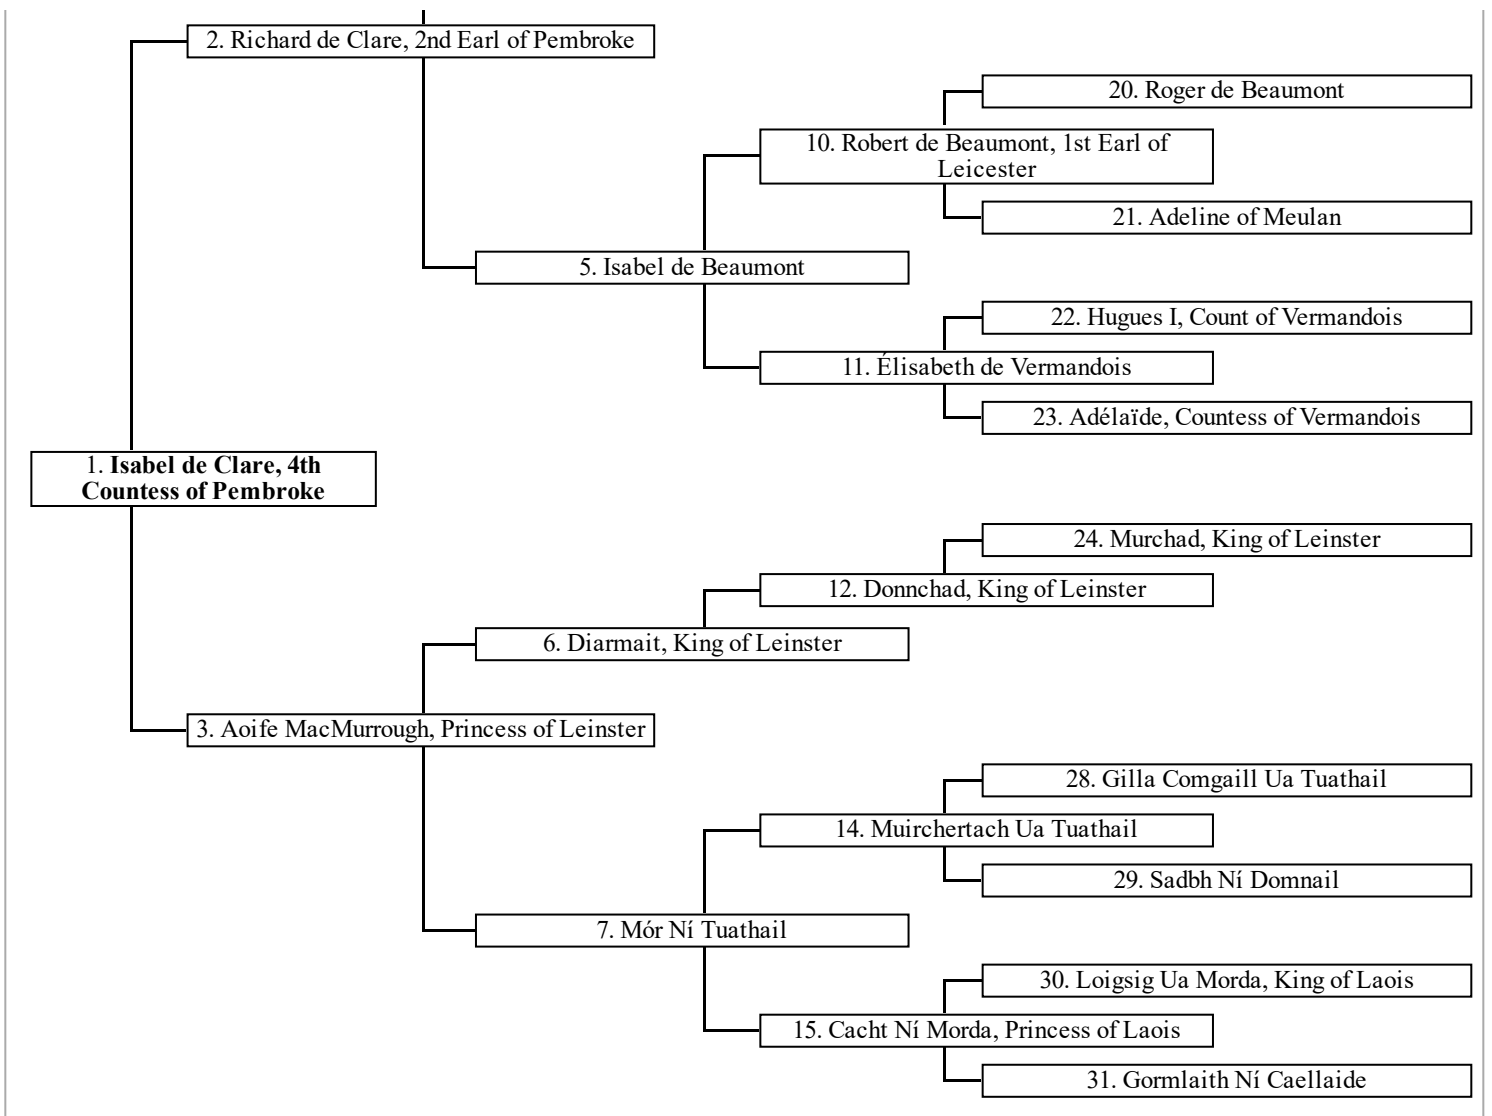 2. Richard de Clare, 2nd Earl of Pembroke
20. Roger de Beaumont
10. Robert de Beaumont, 1st Earl of
Leicester
21. Adeline of Meulan
5. Isabel de Beaumont
22. Hugues I, Count of Vermandois
11. Élisabeth de Vermandois
23. Adélaïde, Countess of Vermandois
1. Isabel de Clare, 4th
Countess of Pembroke
24. Murchad, King of Leinster
12. Donnchad, King of Leinster
6. Diarmait, King of Leinster
3. Aoife MacMurrough, Princess of Leinster
28. Gilla Comgaill Ua Tuathail
14. Muirchertach Ua Tuathail
29. Sadbh Ní Domnail
7. Mór Ní Tuathail
30. Loigsig Ua Morda, King of Laois
15. Cacht Ní Morda, Princess of Laois
31. Gormlaith Ní Caellaide